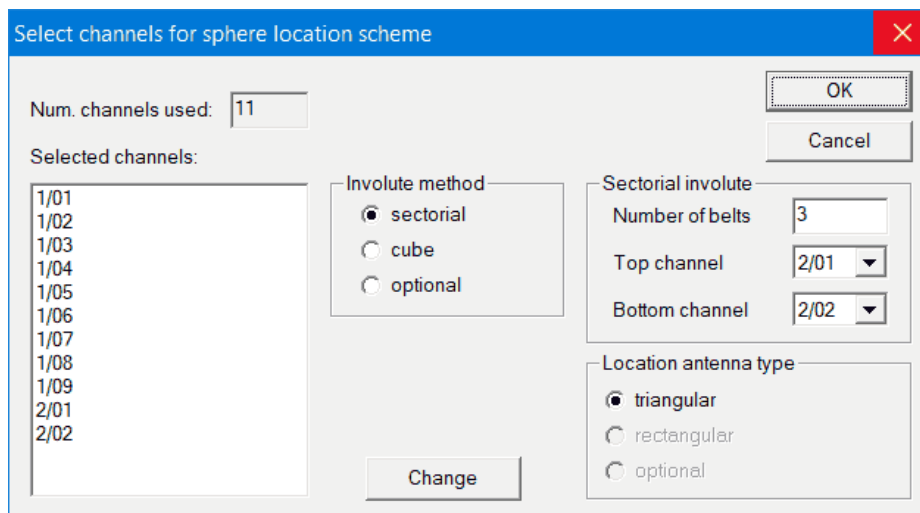 Select channels for sphere location scheme
OK
Num. channels used: 11
Cancel
Selected channels:
1/01
1/02
1/03
1/04
1/05
1/06
1/07
1/08
1/09
2/01
2/02
Involute method
sectorial
cube
optional
Sectorial involute
Number of belts 3
Top channel 2/01
Bottom channel 2/02
Location antenna type
triangular
rectangular
optional
Change